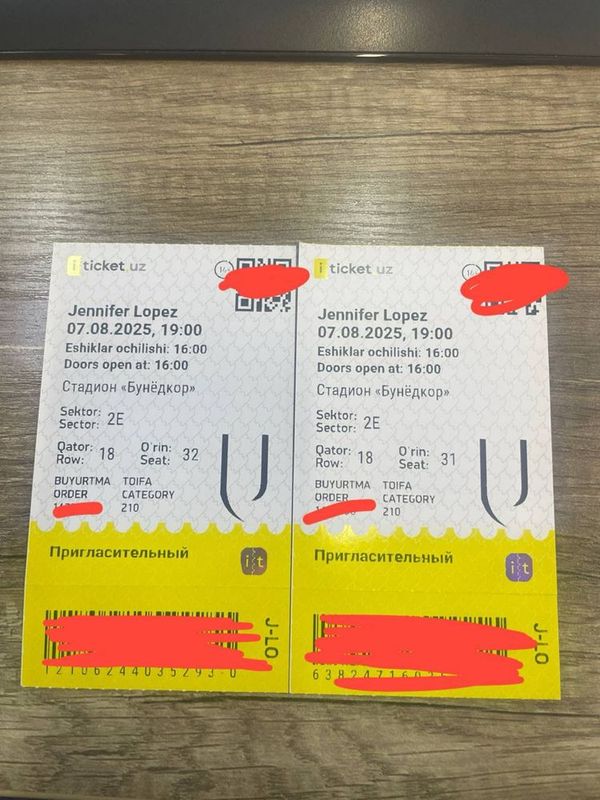 iticket.uz
16+
Jennifer Lopez
07.08.2025, 19:00
Eshiklar ochilishi: 16:00
Doors open at: 16:00
Стадион «Бунёдкор»
Sektor:
Sector: 2E
Qator:
Row: 18
O'rin:
Seat: 32
BUYURTMA
ORDER
TOIFA
CATEGORY
210
Пригласительный
it
J-LO
iticket.uz
16+
Jennifer Lopez
07.08.2025, 19:00
Eshiklar ochilishi: 16:00
Doors open at: 16:00
Стадион «Бунёдкор»
Sektor:
Sector: 2E
Qator:
Row: 18
O'rin:
Seat: 31
BUYURTMA
ORDER
TOIFA
CATEGORY
210
Пригласительный
it
J-LO